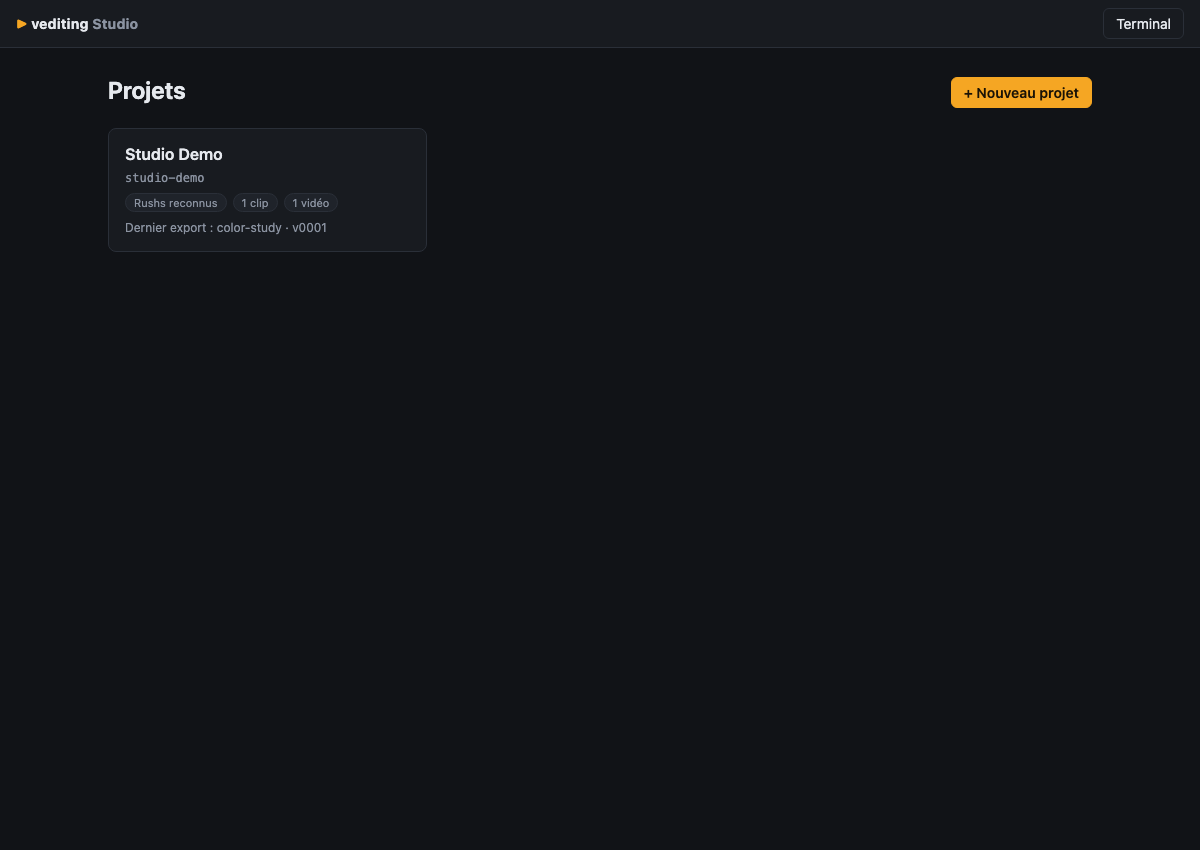 vediting Studio
Terminal
Projets
+ Nouveau projet
Studio Demo
studio-demo
Rushs reconnus
1 clip
1 vidéo
Dernier export : color-study · v0001